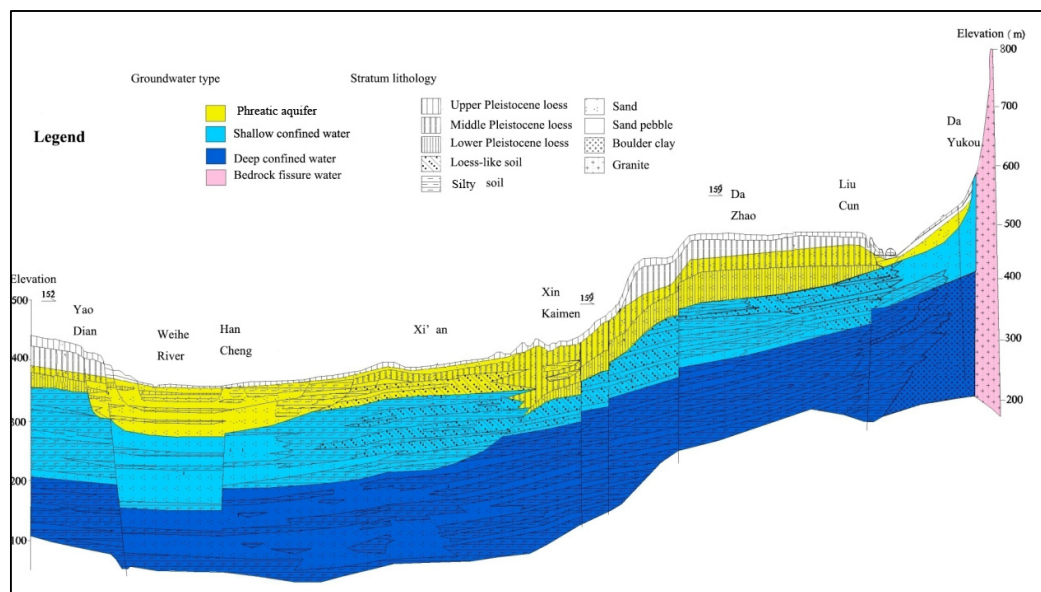 Elevation ( m )
800
Groundwater type
Stratum lithology
Legend
Phreatic aquifer
Shallow confined water
Deep confined water
Bedrock fissure water
Upper Pleistocene loess
Middle Pleistocene loess
Lower Pleistocene loess
Loess-like soil
Silty soil
Sand
Sand pebble
Boulder clay
Granite
700
600
500
400
300
200
Da
Yukou
Liu
Cun
Da
Zhao
Xin
Kaimen
Xi' an
Han
Cheng
Weihe
River
Yao
Dian
Elevation
500
400
300
200
100